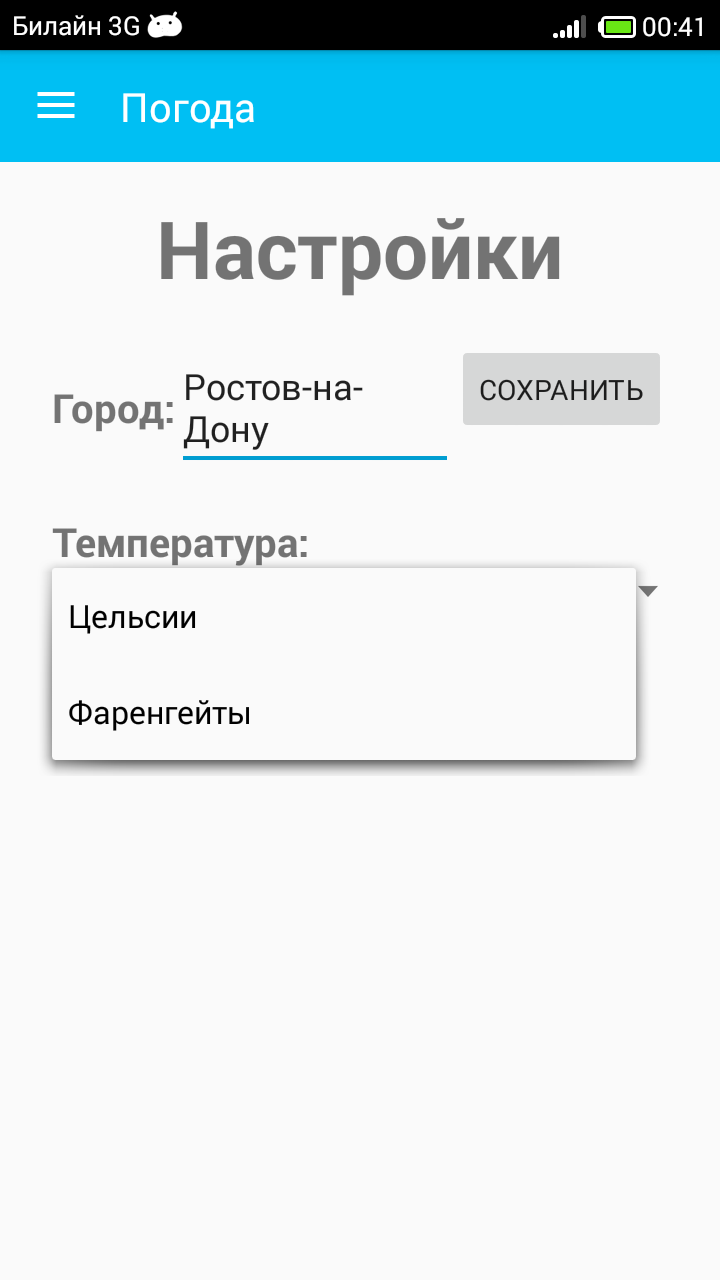 Билайн 3G 00:41
Погода
Настройки
Город: Ростов-на-
Дону
СОХРАНИТЬ
Температура:
Цельсии
Фаренгейты